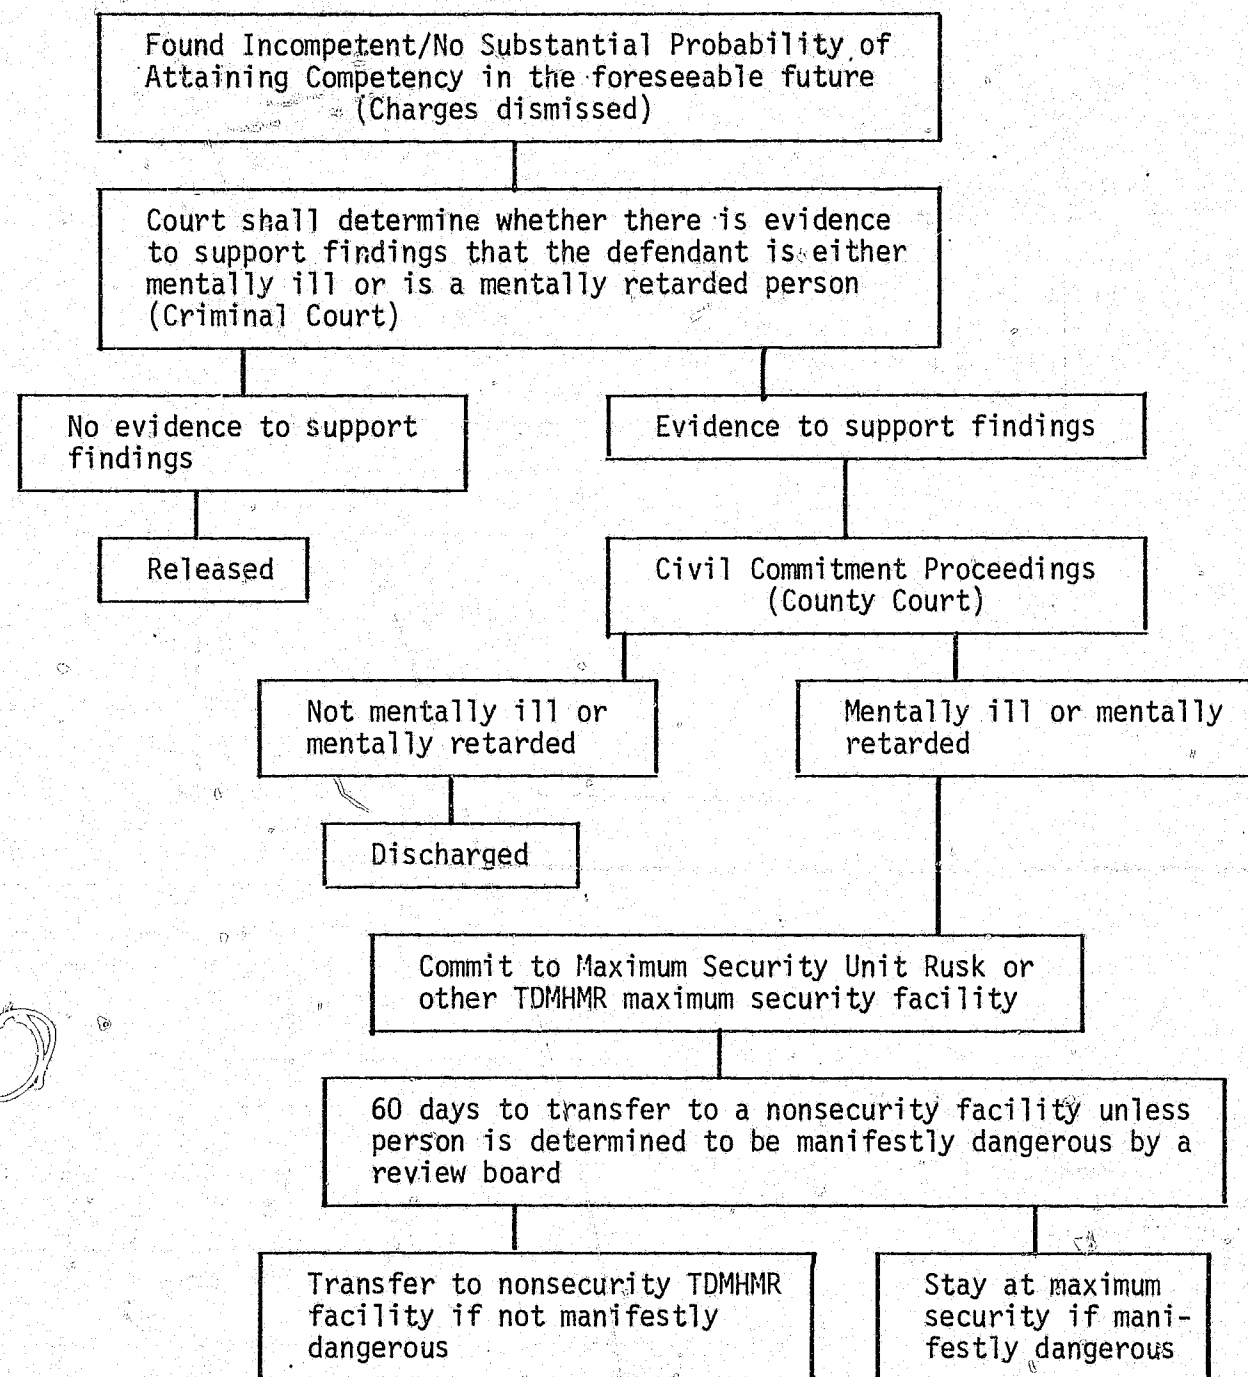 Found Incompetent/No Substantial Probability of
Attaining Competency in the foreseeable future
(Charges dismissed)
Court shall determine whether there is evidence
to support findings that the defendant is either
mentally ill or is a mentally retarded person
(Criminal Court)
No evidence to support
findings
Evidence to support findings
Released
Civil Commitment Proceedings
(County Court)
Not mentally ill or
mentally retarded
Mentally ill or mentally
retarded
Discharged
Commit to Maximum Security Unit Rusk or
other TDMHMR maximum security facility
60 days to transfer to a nonsecurity facility unless
person is determined to be manifestly dangerous by a
review board
Transfer to nonsecurity TDMHMR
facility if not manifestly
dangerous
Stay at maximum
security if mani-
festly dangerous